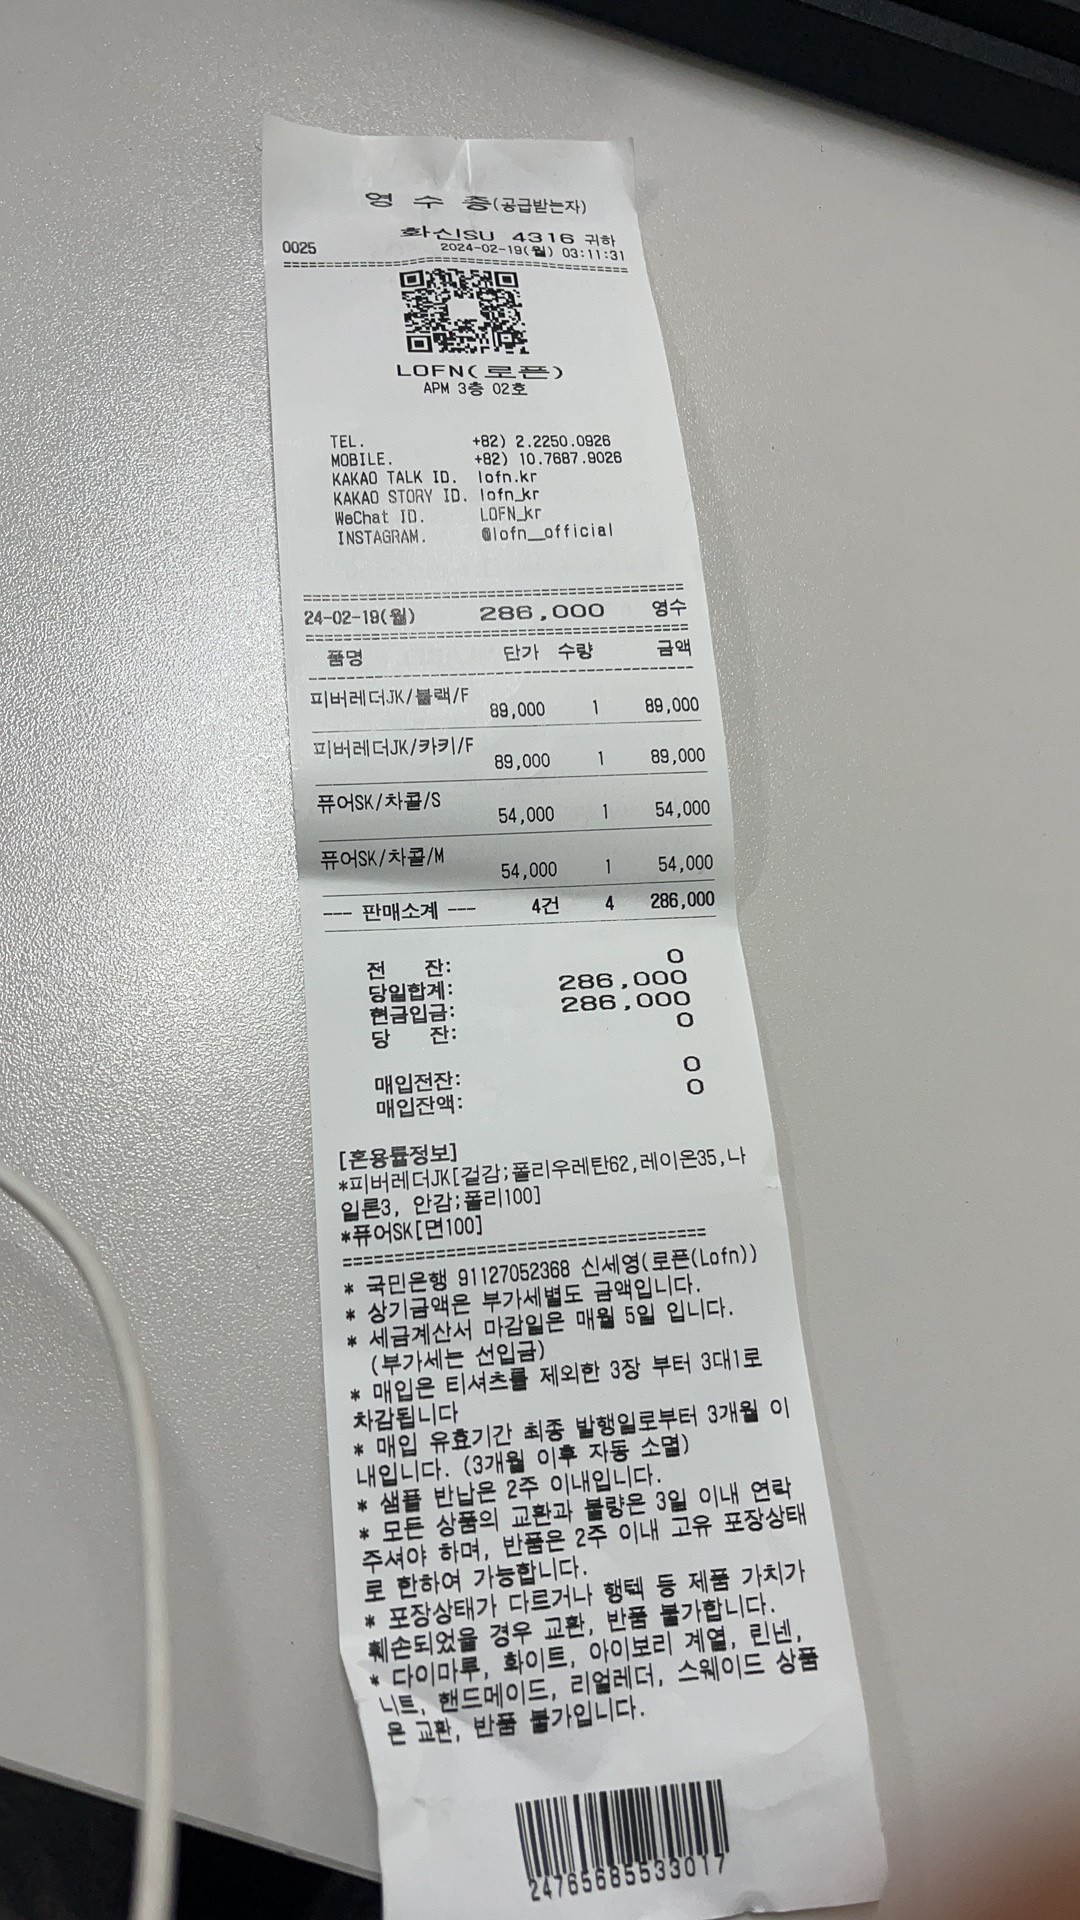 영 수 증(공급받는자)
화신SU 4316 귀하
0025 2024-02-19(월) 03:11:31
LOFN(로픈)
APM 3층 02호
TEL. +82) 2.2250.0926
MOBILE. +82) 10.7687.9026
KAKAO TALK ID. lofn.kr
KAKAO STORY ID. lofn_kr
WeChat ID. LOFN_kr
INSTAGRAM. @lofn__official
24-02-19(월) 286,000 영수
품명 단가 수량 금액
피버레더JK/블랙/F
89,000 1 89,000
피버레더JK/카키/F
89,000 1 89,000
퓨어SK/차콜/S
54,000 1 54,000
퓨어SK/차콜/M
54,000 1 54,000
--- 판매소계 --- 4건 4 286,000
전 잔: 0
당일합계: 286,000
현금입금: 286,000
당 잔: 0
매입전잔: 0
매입잔액: 0
[혼용률정보]
*피버레더JK[겉감;폴리우레탄62,레이온35,나
일론3, 안감;폴리100]
*퓨어SK[면100]
* 국민은행 91127052368 신세영(로픈(Lofn))
* 상기금액은 부가세별도 금액입니다.
* 세금계산서 마감일은 매월 5일 입니다.
(부가세는 선입금)
* 매입은 티셔츠를 제외한 3장 부터 3대1로
차감됩니다
* 매입 유효기간 최종 발행일로부터 3개월 이
내입니다. (3개월 이후 자동 소멸)
* 샘플 반납은 2주 이내입니다.
* 모든 상품의 교환과 불량은 3일 이내 연락
주셔야 하며, 반품은 2주 이내 고유 포장상태
로 한하여 가능합니다.
* 포장상태가 다르거나 행텍 등 제품 가치가
훼손되었을 경우 교환, 반품 불가합니다.
* 다이마루, 화이트, 아이보리 계열, 린넨,
니트, 핸드메이드, 리얼레더, 스웨이드 상품
은 교환, 반품 불가입니다.
24765685533017